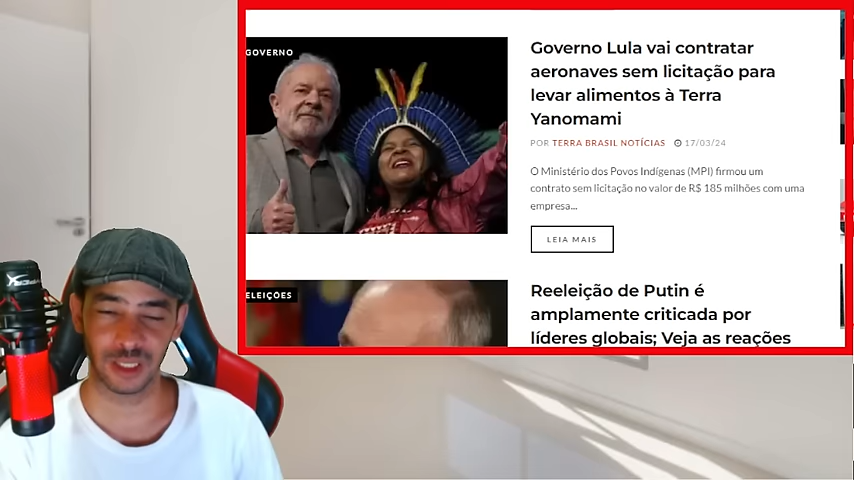 GOVERNO
Governo Lula vai contratar
aeronaves sem licitação para
levar alimentos à Terra
Yanomami
POR TERRA BRASIL NOTÍCIAS 17/03/24
O Ministério dos Povos Indígenas (MPI) firmou um
contrato sem licitação no valor de R$ 185 milhões com uma
empresa...
LEIA MAIS
ELEIÇÕES
Reeleição de Putin é
amplamente criticada por
líderes globais; Veja as reações